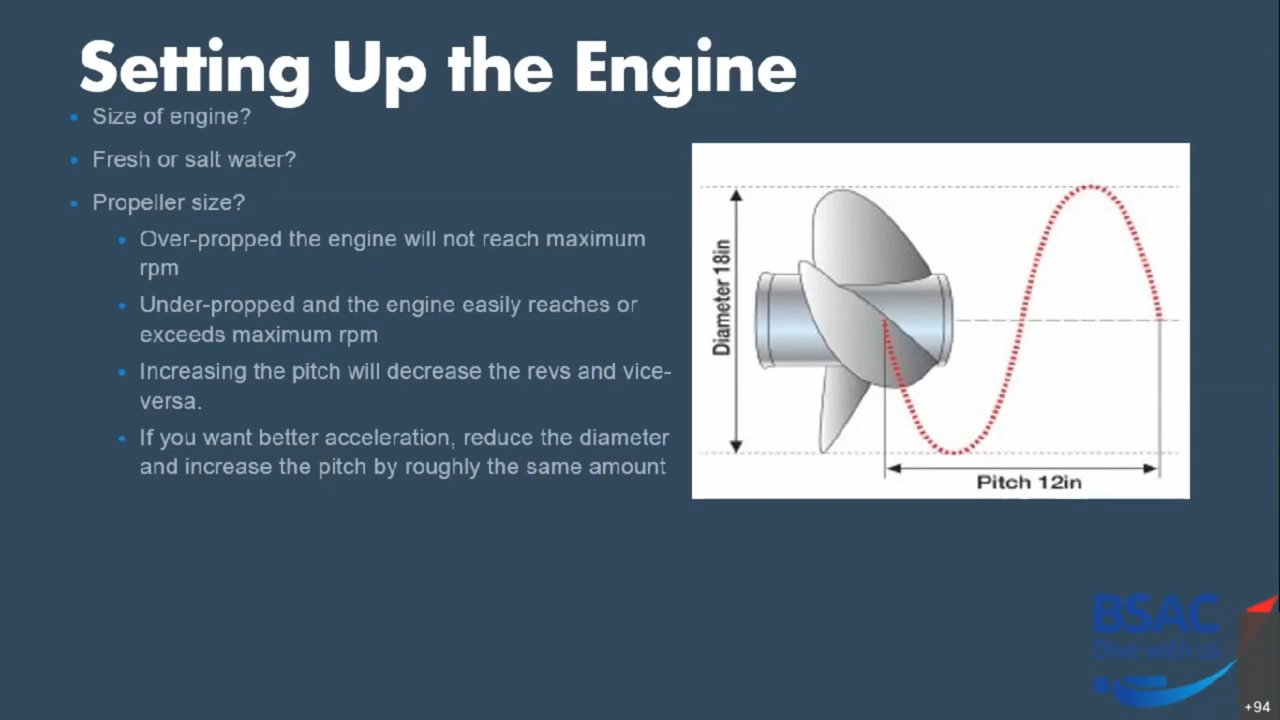 Setting Up the Engine
Size of engine?
Fresh or salt water?
Propeller size?
Over-propped the engine will not reach maximum
rpm
Under-propped and the engine easily reaches or
exceeds maximum rpm
Increasing the pitch will decrease the revs and vice-
versa.
If you want better acceleration, reduce the diameter
and increase the pitch by roughly the same amount
Diameter 18in
Pitch 12in
BSAC
Dive with us
+94